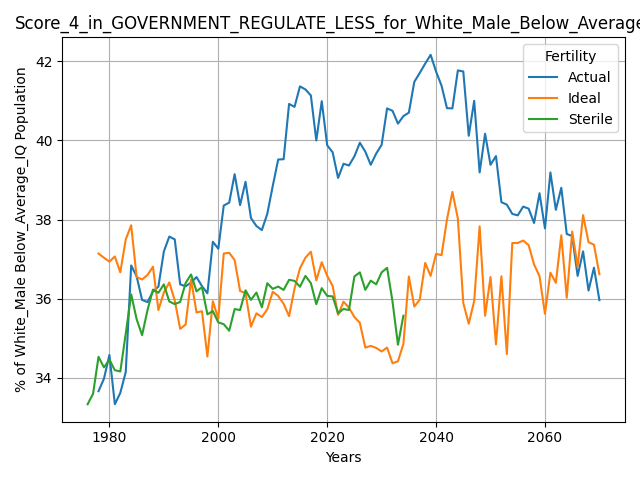 Score_4_in_GOVERNMENT_REGULATE_LESS_for_White_Male_Below_Average
Fertility
Actual
Ideal
Sterile
% of White_Male Below_Average_IQ Population
42
40
38
36
34
1980
2000
2020
2040
2060
Years